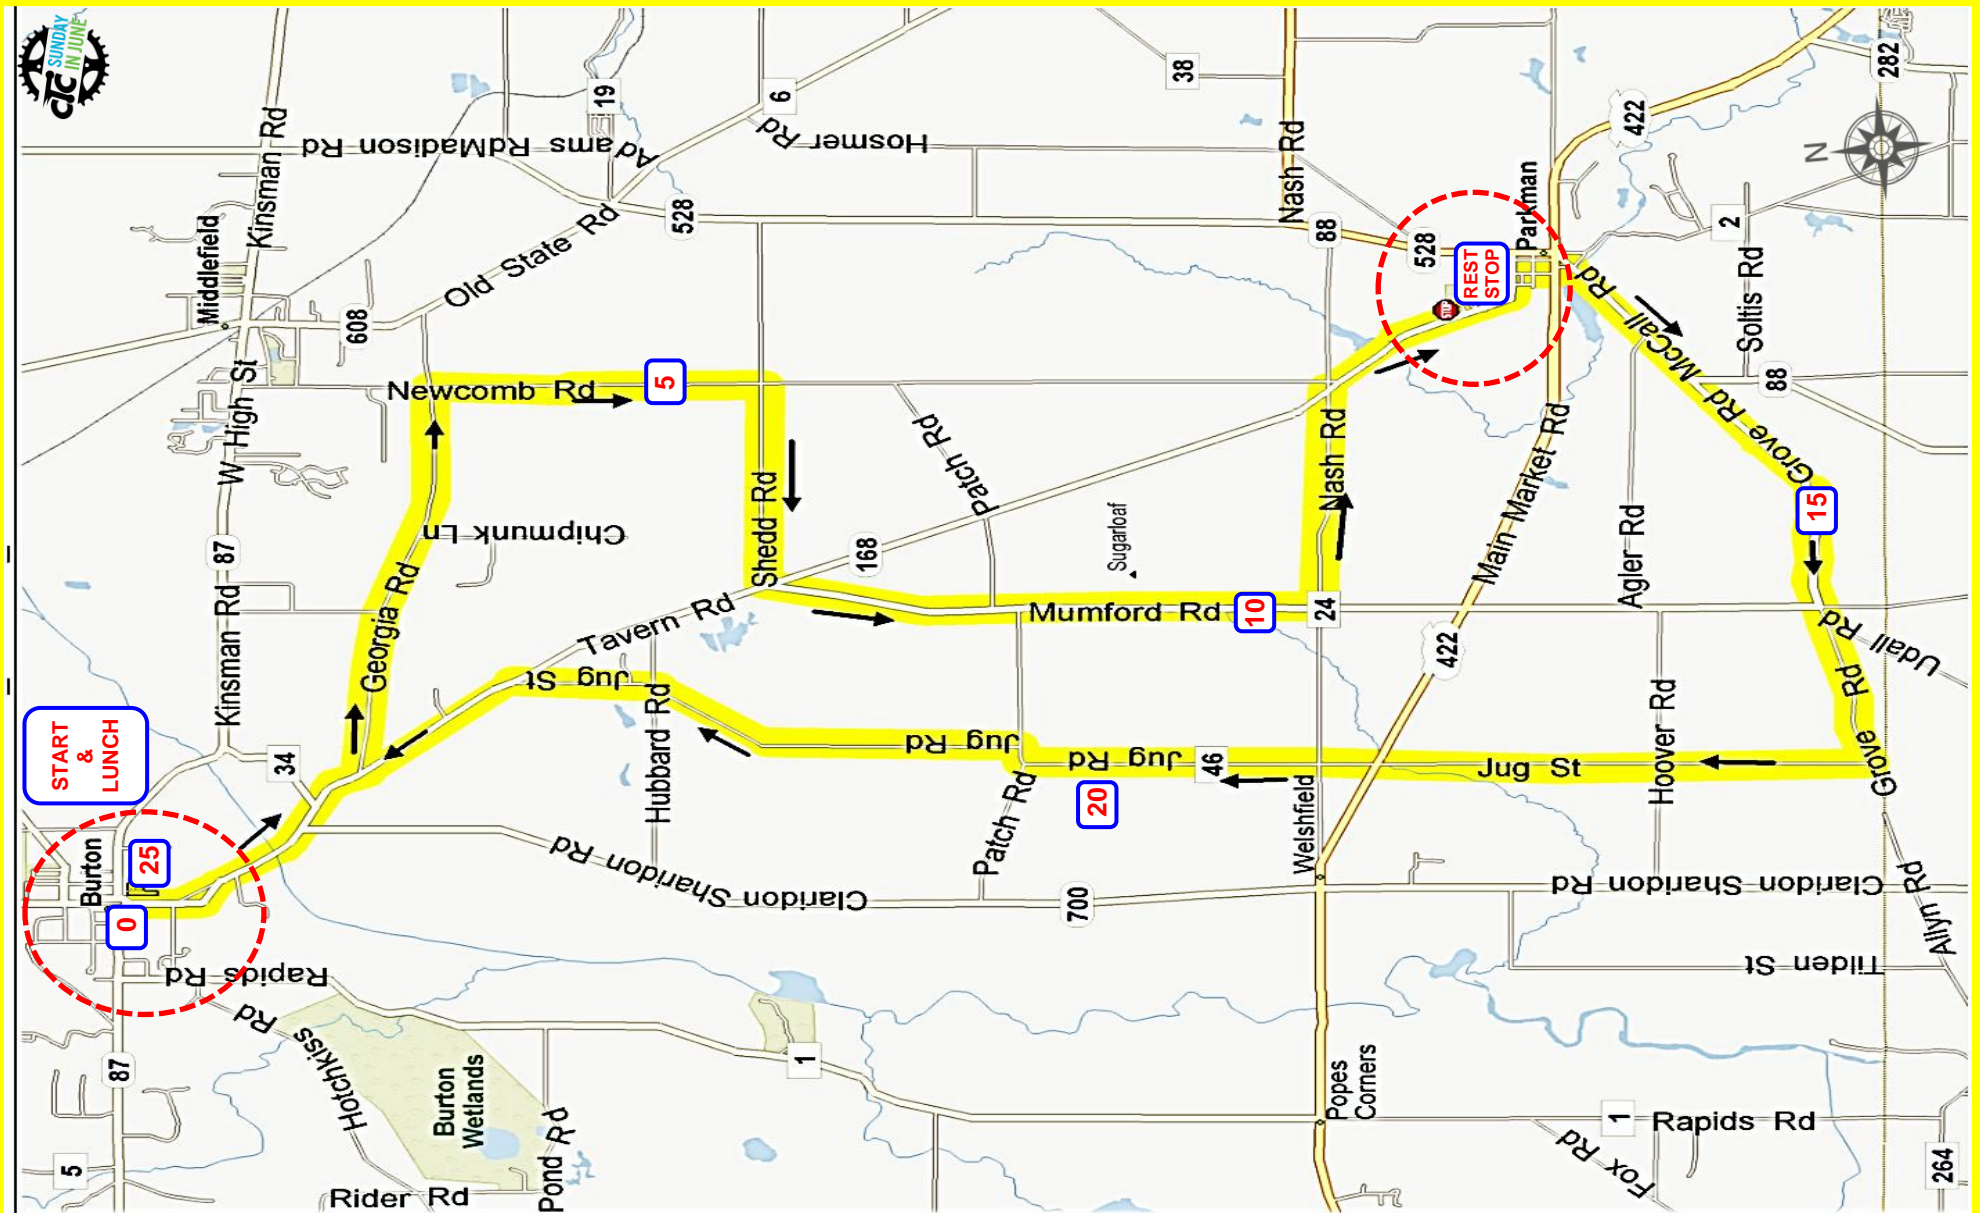 CTC SUNDAY
IN JUNE
START
&
LUNCH
Burton
0
25
Middlefield
Kinsman Rd
W High St
Kinsman Rd
87
34
608
Old State Rd
Madison Rd
Adams Rd
19
6
Hosmer Rd
38
528
Newcomb Rd
5
Georgia Rd
Chipmunk Ln
Shedd Rd
Tavern Rd
168
Patch Rd
Sugarloaf
Mumford Rd
10
24
Nash Rd
Nash Rd
88
528
REST
STOP
STOP
Parkman
422
282
N
2
Soltis Rd
McCall Rd
McCall
Grove Rd
Grove
88
Main Market Rd
422
Agler Rd
15
Udall Rd
Grove Rd
Grove
Jug St
Hoover Rd
46
Jug Rd
20
Jug Rd
Patch Rd
Jug St
Hubbard Rd
Claridon Sharidon Rd
Welshfield
700
Claridon Sharidon Rd
Tilden St
Allyn Rd
Rapids Rd
Hotchkiss Rd
87
5
Burton
Wetlands
Rider Rd
Pond Rd
1
Popes
Corners
1
Rapids Rd
Fox Rd
264